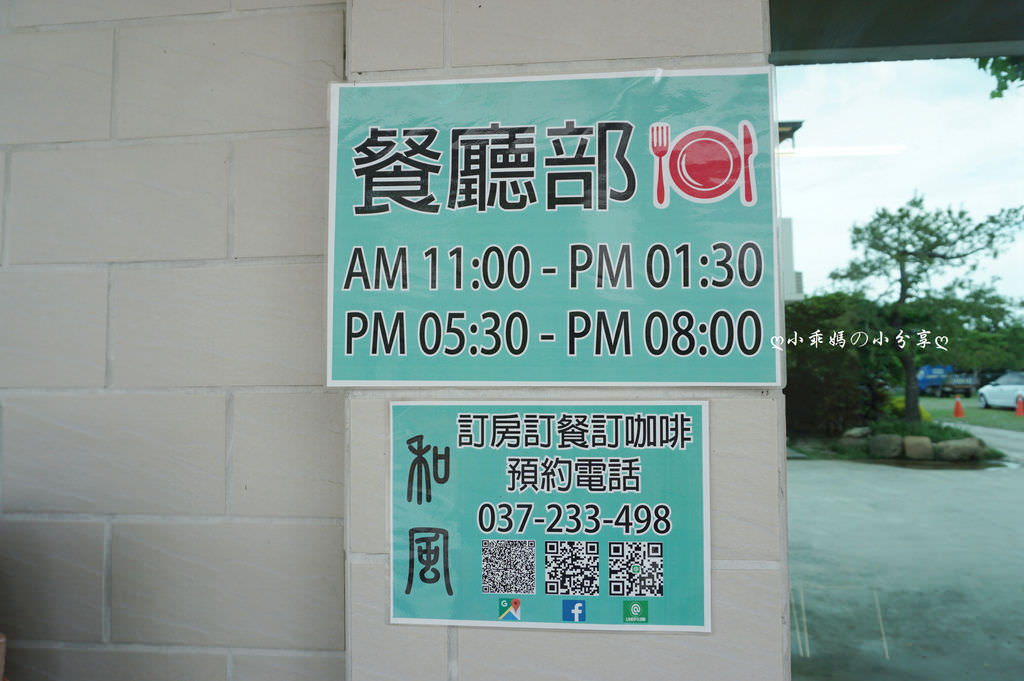 餐廳部
AM 11:00 - PM 01:30
PM 05:30 - PM 08:00
ღ小乖媽の小分享ღ
和風
訂房訂餐訂咖啡
預約電話
037-233-498